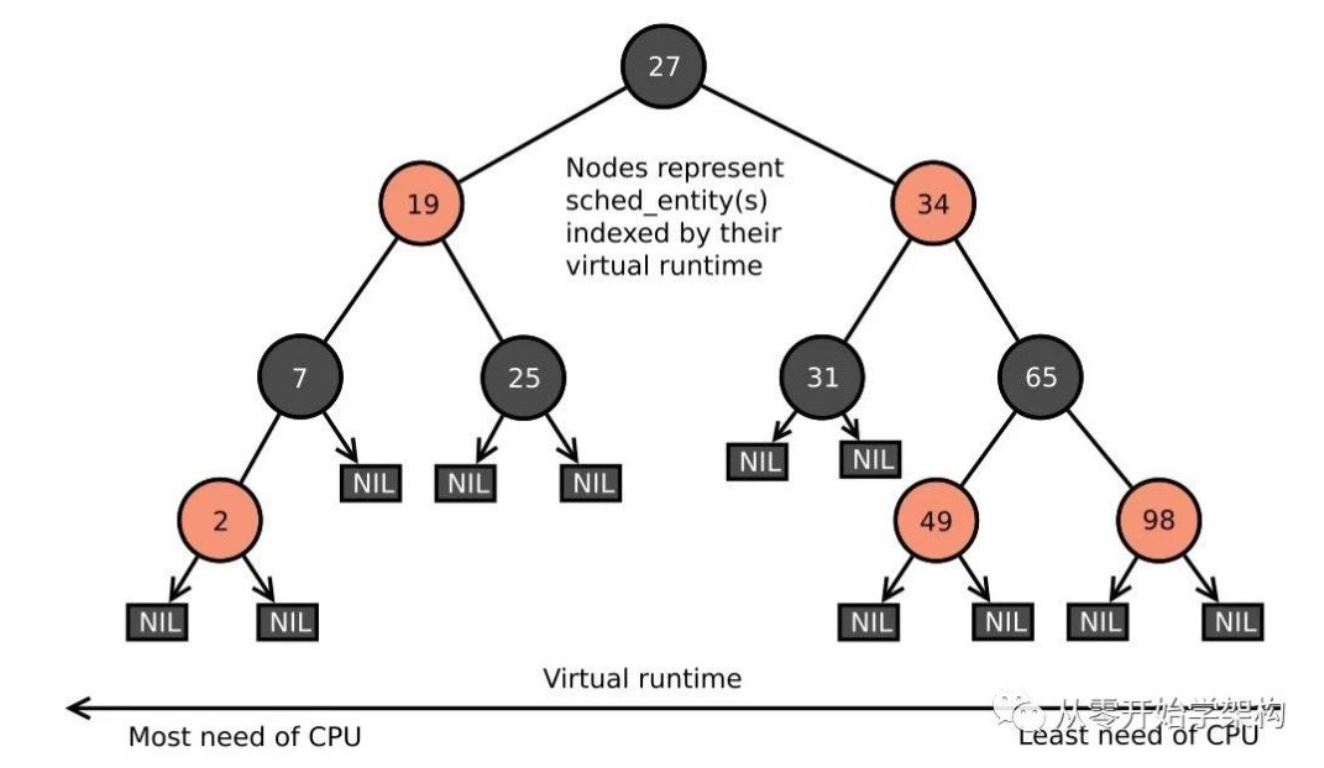 27
19
34
Nodes represent
sched_entity(s)
indexed by their
virtual runtime
7
25
31
65
NIL
NIL
NIL
NIL
NIL
2
49
98
NIL
NIL
NIL
NIL
NIL
NIL
Virtual runtime
从零开始学架构
Most need of CPU
Least need of CPU